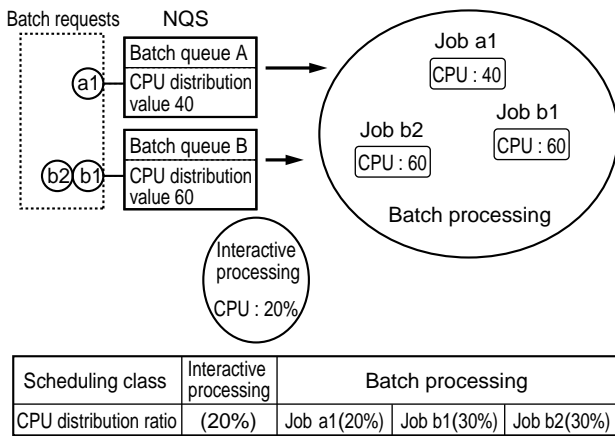 Batch requests
NQS
a1
Batch queue A
CPU distribution
value 40
b2 b1
Batch queue B
CPU distribution
value 60
Job a1
CPU : 40
Job b2
CPU : 60
Job b1
CPU : 60
Batch processing
Interactive
processing
CPU : 20%
Scheduling class
Interactive
processing
Batch processing
CPU distribution ratio
(20%)
Job a1(20%)
Job b1(30%)
Job b2(30%)